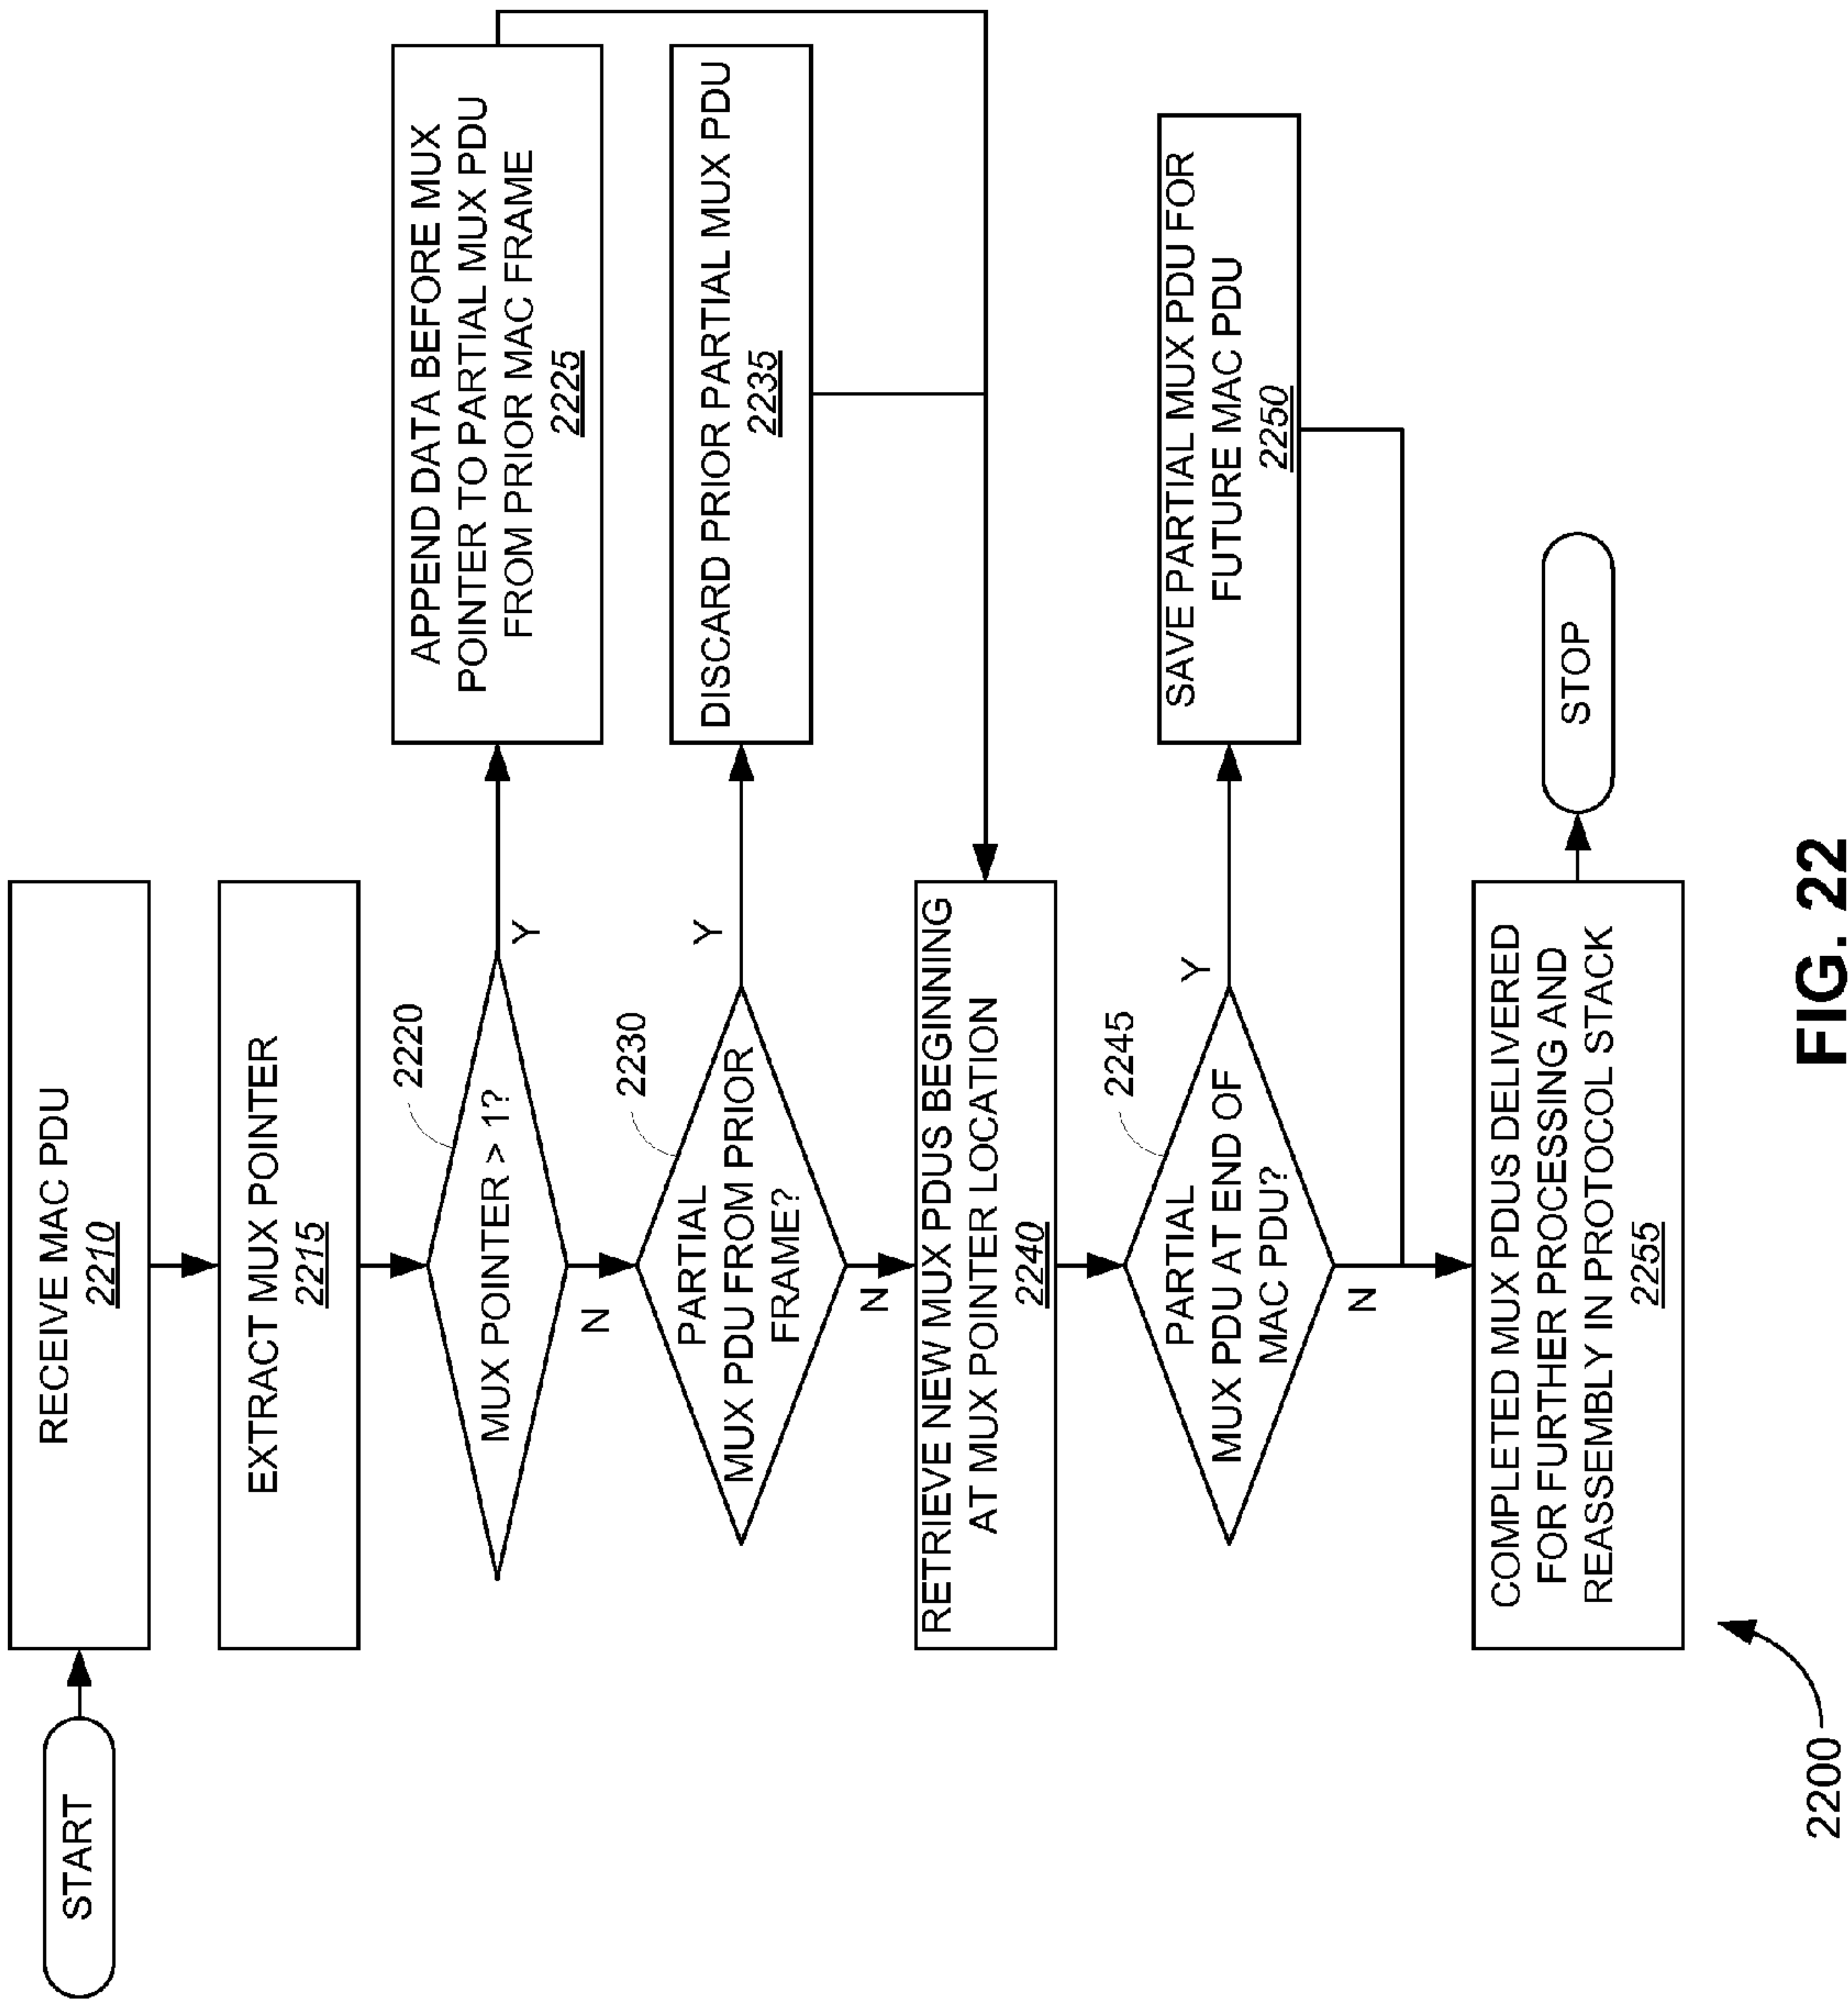 START
RECEIVE MAC PDU
2210
EXTRACT MUX POINTER
2215
MUX POINTER > 1?
2220
Y
N
APPEND DATA BEFORE MUX
POINTER TO PARTIAL MUX PDU
FROM PRIOR MAC FRAME
2225
PARTIAL
MUX PDU FROM PRIOR
FRAME?
2230
Y
N
DISCARD PRIOR PARTIAL MUX PDU
2235
RETRIEVE NEW MUX PDUS BEGINNING
AT MUX POINTER LOCATION
2240
PARTIAL
MUX PDU AT END OF
MAC PDU?
2245
Y
N
SAVE PARTIAL MUX PDU FOR
FUTURE MAC PDU
2250
COMPLETED MUX PDUS DELIVERED
FOR FURTHER PROCESSING AND
REASSEMBLY IN PROTOCOL STACK
2255
STOP
2200
FIG. 22